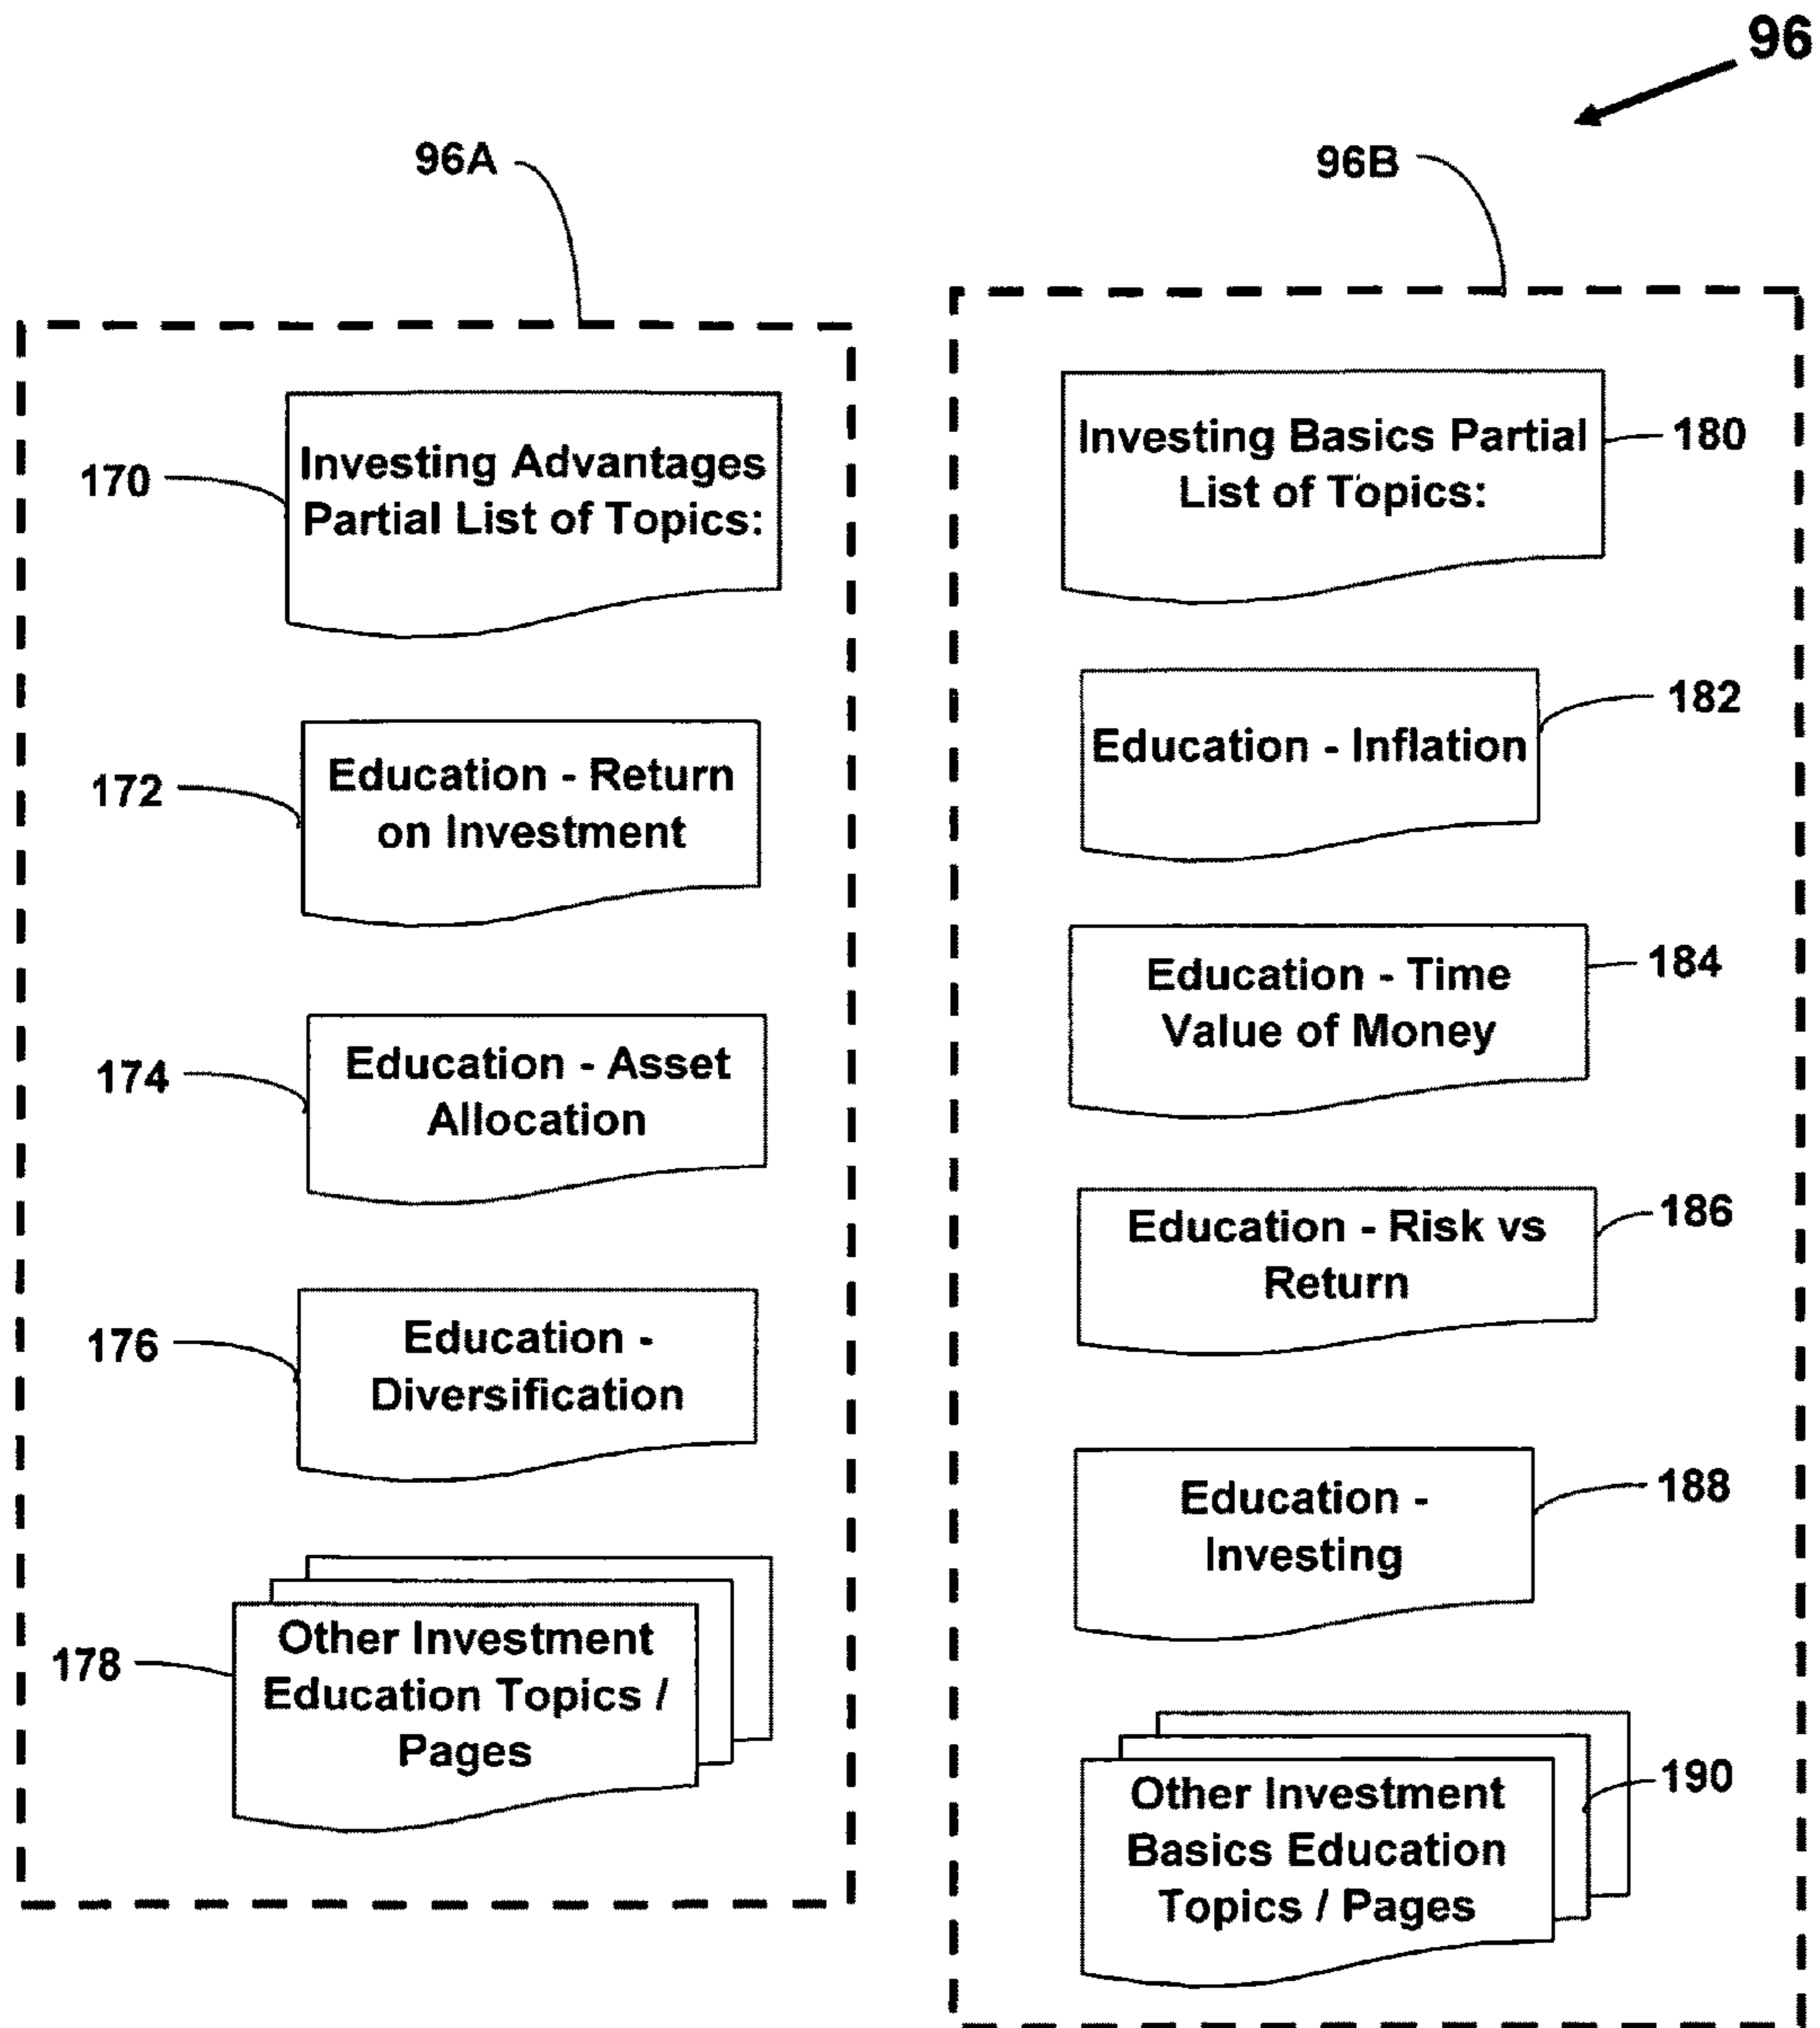 96
96A
170
Investing Advantages
Partial List of Topics:
172
Education - Return
on Investment
174
Education - Asset
Allocation
176
Education -
Diversification
178
Other Investment
Education Topics /
Pages
96B
Investing Basics Partial
List of Topics:
180
Education - Inflation
182
Education - Time
Value of Money
184
Education - Risk vs
Return
186
Education -
Investing
188
Other Investment
Basics Education
Topics / Pages
190